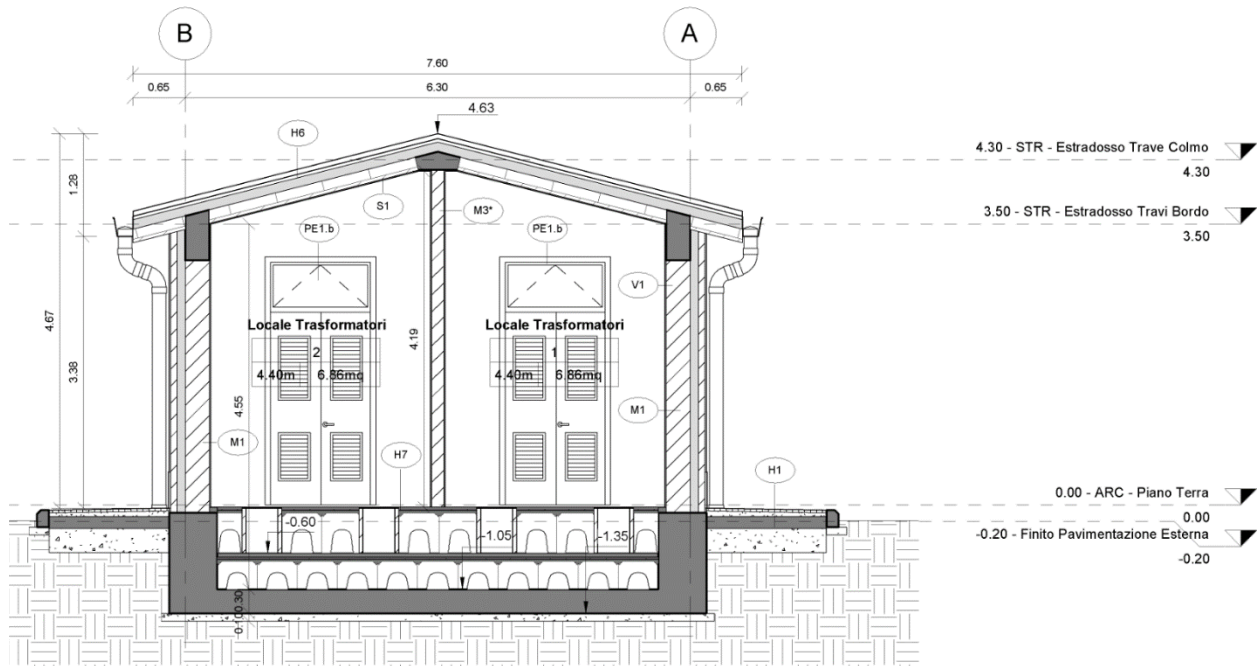 B
A
7.60
0.65
6.30
0.65
4.63
H6
4.30 - STR - Estradosso Trave Colmo
4.30
1.28
S1
M3*
3.50 - STR - Estradosso Travi Bordo
3.50
PE1.b
PE1.b
V1
4.67
3.38
4.19
Locale Trasformatori
2
4.40m
6.86mq
Locale Trasformatori
1
4.40m
6.86mq
4.55
M1
M1
H7
H1
0.00 - ARC - Piano Terra
0.00
-0.60
-1.05
-1.35
-0.20 - Finito Pavimentazione Esterna
-0.20
0.30
0.10